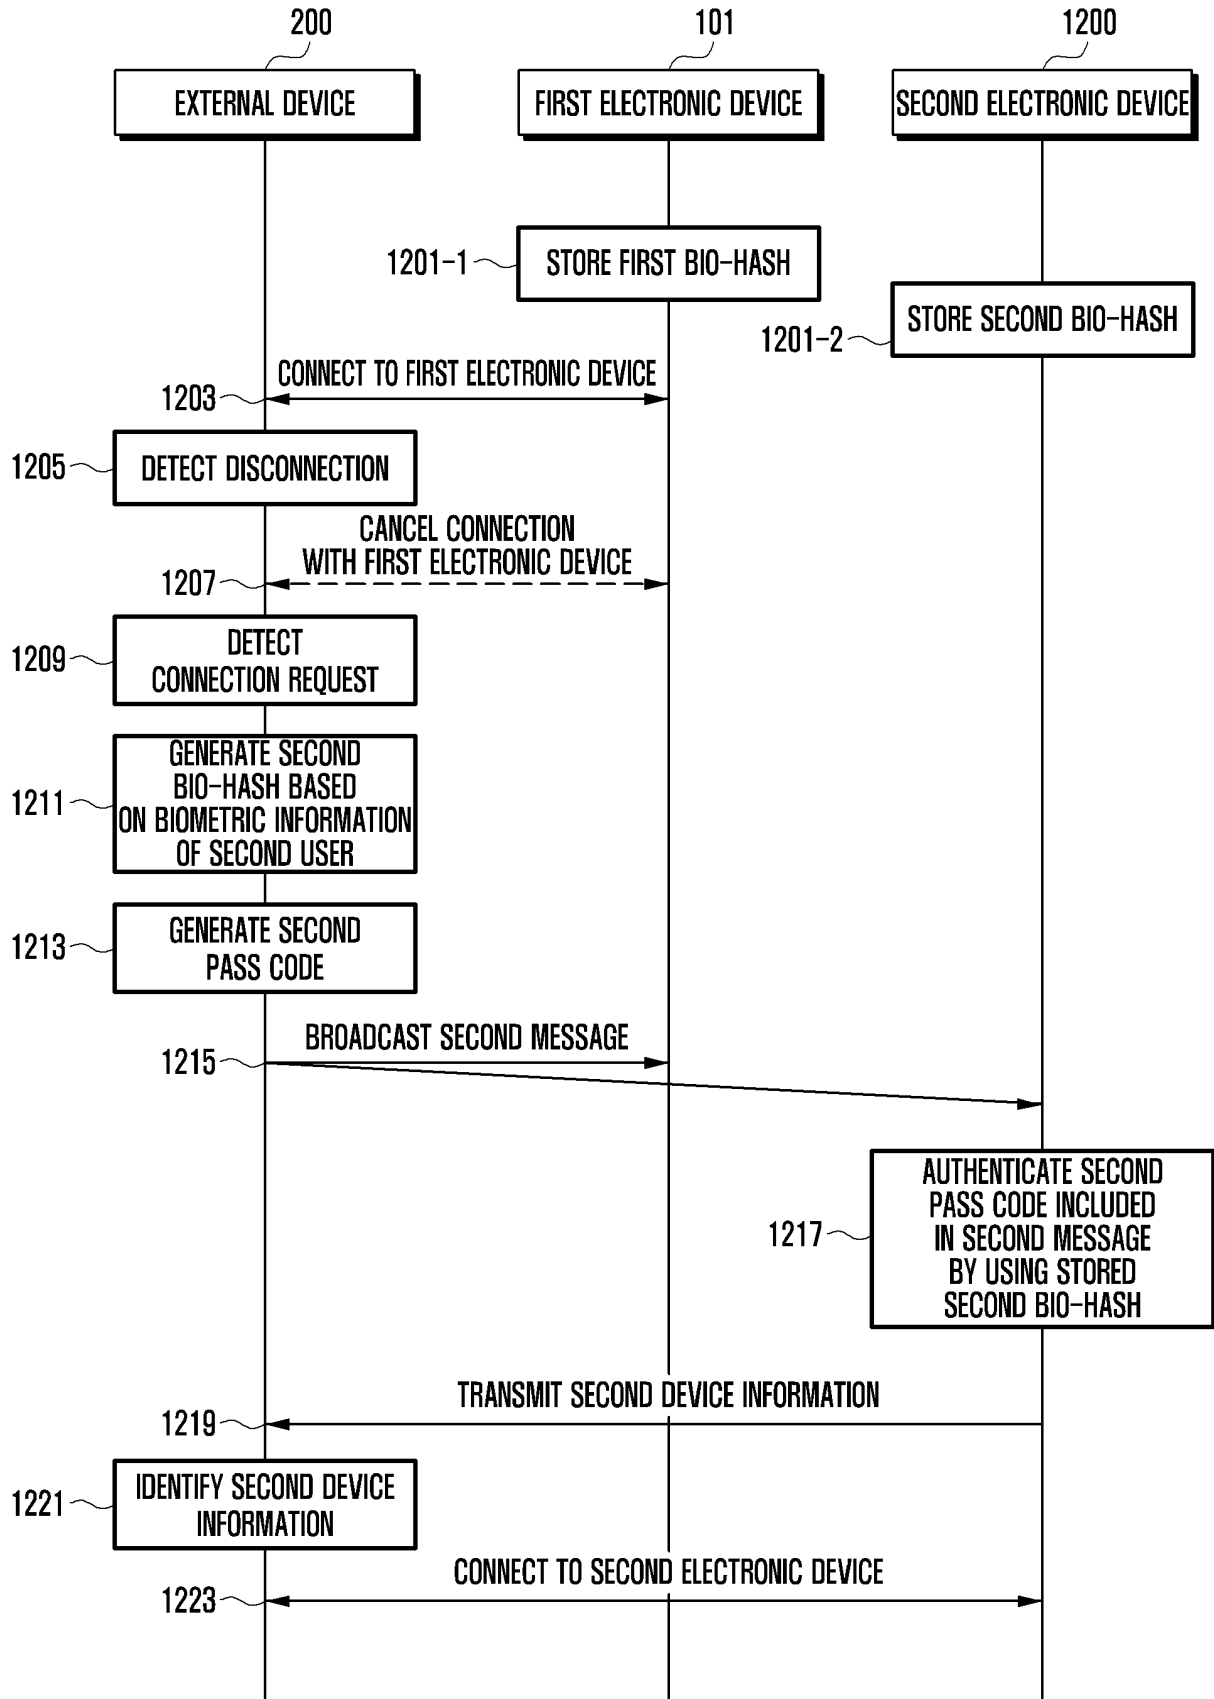 200
101
1200
EXTERNAL DEVICE
FIRST ELECTRONIC DEVICE
SECOND ELECTRONIC DEVICE
1201-1
STORE FIRST BIO-HASH
1201-2
STORE SECOND BIO-HASH
CONNECT TO FIRST ELECTRONIC DEVICE
1203
1205
DETECT DISCONNECTION
CANCEL CONNECTION
WITH FIRST ELECTRONIC DEVICE
1207
1209
DETECT
CONNECTION REQUEST
1211
GENERATE SECOND
BIO-HASH BASED
ON BIOMETRIC INFORMATION
OF SECOND USER
1213
GENERATE SECOND
PASS CODE
BROADCAST SECOND MESSAGE
1215
1217
AUTHENTICATE SECOND
PASS CODE INCLUDED
IN SECOND MESSAGE
BY USING STORED
SECOND BIO-HASH
TRANSMIT SECOND DEVICE INFORMATION
1219
1221
IDENTIFY SECOND DEVICE
INFORMATION
CONNECT TO SECOND ELECTRONIC DEVICE
1223